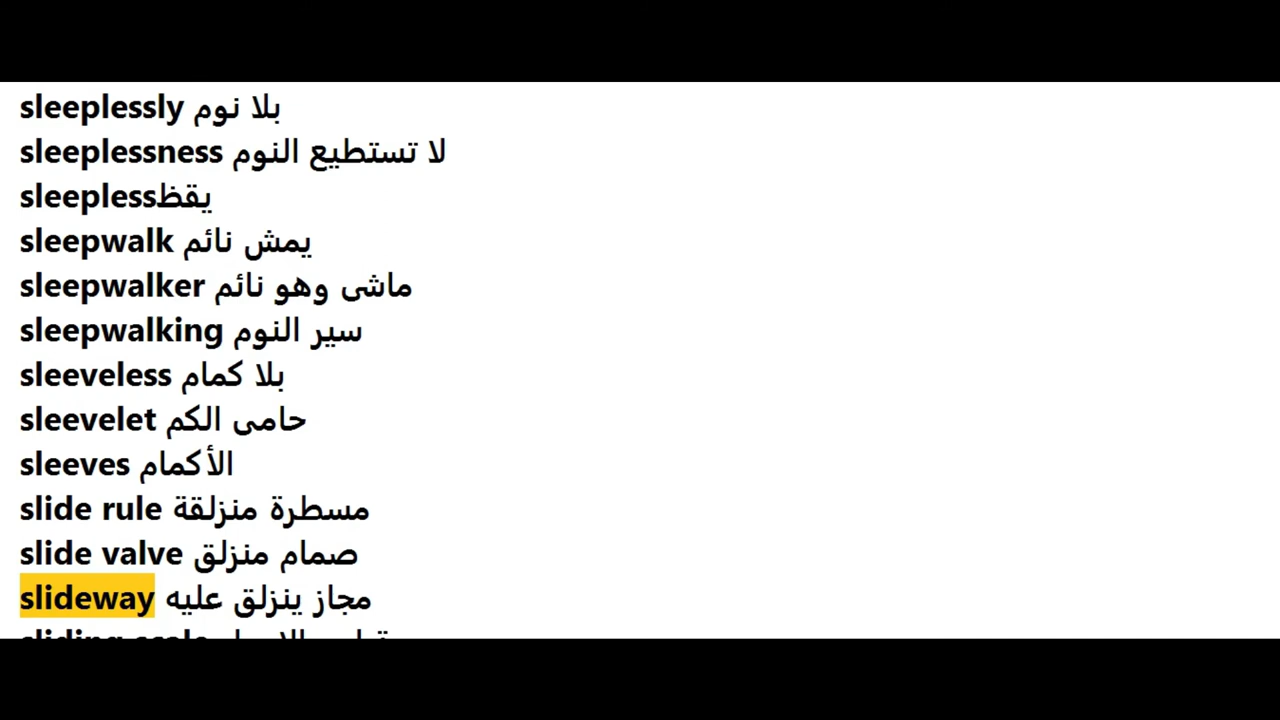 sleeplessly بلا نوم
sleeplessness لا تستطيع النوم
sleeplessيقظ
sleepwalk يمش نائم
sleepwalker ماشى وهو نائم
sleepwalking سير النوم
sleeveless بلا كمام
sleevelet حامى الكم
sleeves الأكمام
slide rule مسطرة منزلقة
slide valve صمام منزلق
slideway مجاز ينزلق عليه
sliding scale